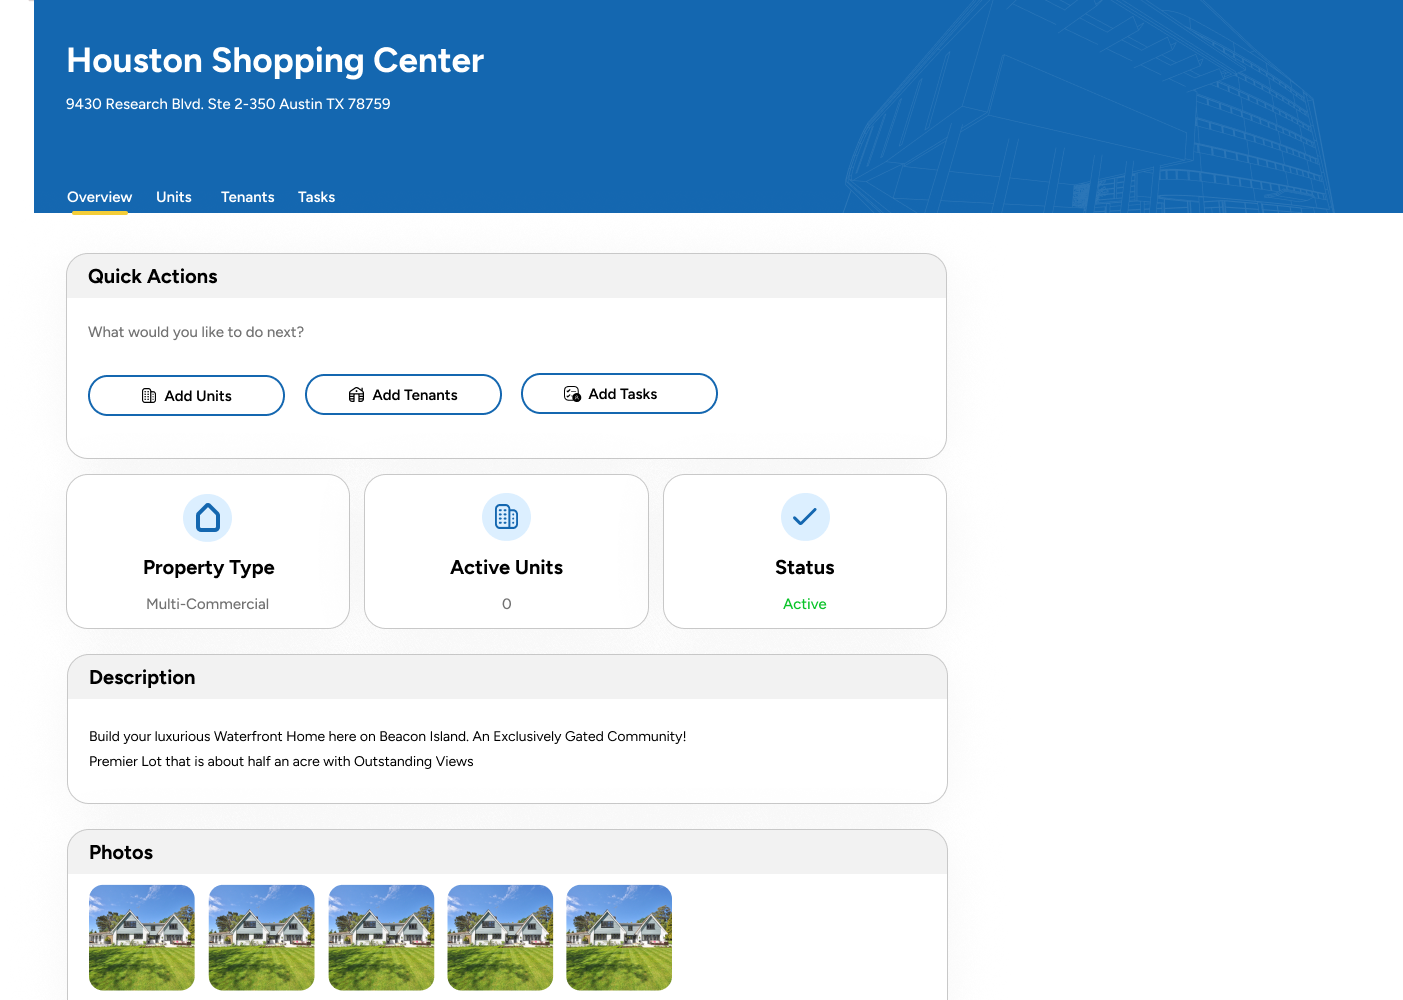 Houston Shopping Center
9430 Research Blvd. Ste 2-350 Austin TX 78759
Overview Units Tenants Tasks
Quick Actions
What would you like to do next?
Add Units Add Tenants Add Tasks
Property Type Active Units Status
Multi-Commercial 0 Active
Description
Build your luxurious Waterfront Home here on Beacon Island. An Exclusively Gated Community!
Premier Lot that is about half an acre with Outstanding Views
Photos